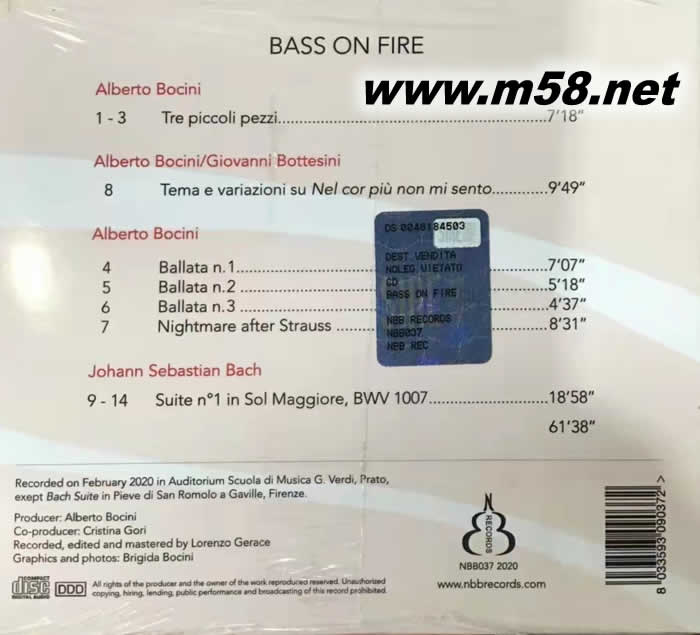 BASS ON FIRE
www.m58.net
Alberto Bocini
1 - 3 Tre piccoli pezzi..........7'18"
Alberto Bocini/Giovanni Bottesini
8 Tema e variazioni su Nel cor più non mi sento............9'49"
Alberto Bocini
4 Ballata n.1..........7'07"
5 Ballata n.2..........5'18"
6 Ballata n.3..........4'37"
7 Nightmare after Strauss ..........8'31"
DS 0048184503
DEST. VENDITA
NOLEG. VIETATO
CD
BASS ON FIRE
NBB RECORDS
NBB037
NBB REC
Johann Sebastian Bach
9 - 14 Suite n°1 in Sol Maggiore, BWV 1007..........18'58"
61'38"
Recorded on February 2020 in Auditorium Scuola di Musica G. Verdi, Prato,
exept Bach Suite in Pieve di San Romolo a Gaville, Firenze.
Producer: Alberto Bocini
Co-producer: Cristina Gori
Recorded, edited and mastered by Lorenzo Gerace
Graphics and photos: Brigida Bocini
COMPACT
disc
DIGITAL AUDIO
DDD
All rights of the producer and the owner of the work reproduced reserved. Unauthorized
copying, hiring, lending, public performance and broadcasting of this record prohibited.
N
RECORDS
NBB037 2020
www.nbbrecords.com
8 033593 090372 >